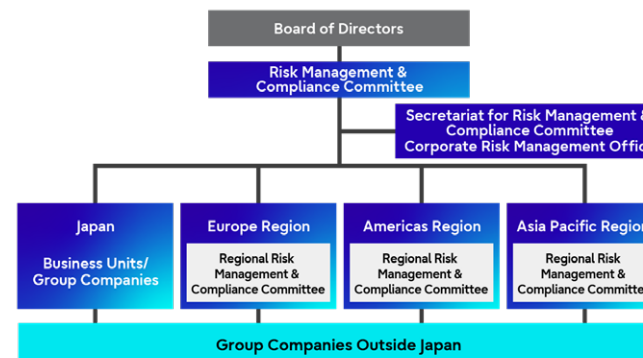 Board of Directors
Risk Management &
Compliance Committee
Secretariat for Risk Management &
Compliance Committee
Corporate Risk Management Offic
Japan
Business Units/
Group Companies
Europe Region
Regional Risk
Management &
Compliance Committee
Americas Region
Regional Risk
Management &
Compliance Committee
Asia Pacific Region
Regional Risk
Management &
Compliance Committe
Group Companies Outside Japan